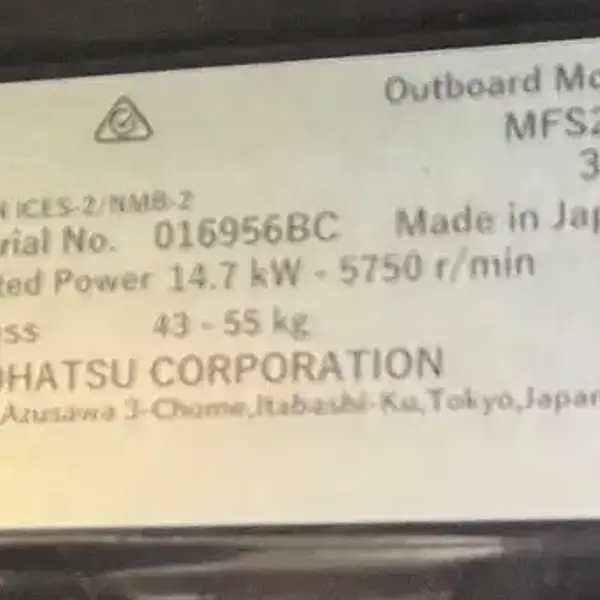 Outboard Mo
MFS2
3
ICES-2/NMB-2
rial No. 016956BC Made in Jap
ted Power 14.7 kW - 5750 r/min
ss 43 - 55 kg
OHATSU CORPORATION
Azusawa 3-Chome,Itabashi-Ku,Tokyo,Japan